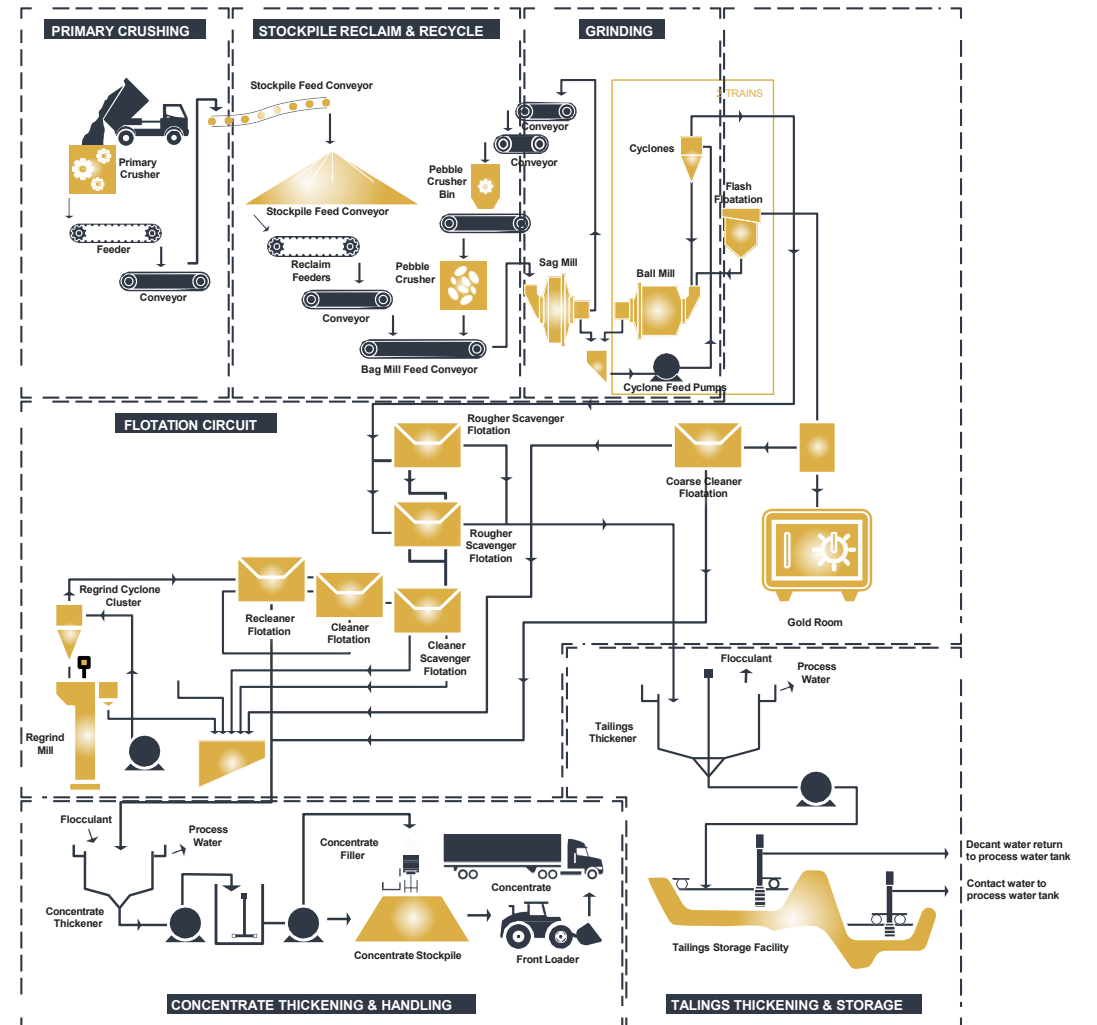 PRIMARY CRUSHING
STOCKPILE RECLAIM & RECYCLE
GRINDING
Stockpile Feed Conveyor
2 TRAINS
Primary
Crusher
Feeder
Conveyor
Stockpile Feed Conveyor
Reclaim
Feeders
Conveyor
Bag Mill Feed Conveyor
Conveyor
Conveyor
Pebble
Crusher
Bin
Pebble
Crusher
Sag Mill
Ball Mill
Cyclones
Flash
Floatation
Cyclone Feed Pumps
FLOTATION CIRCUIT
Rougher Scavenger
Flotation
Rougher
Scavenger
Flotation
Coarse Cleaner
Floatation
Gold Room
Regrind Cyclone
Cluster
Recleaner
Flotation
Cleaner
Flotation
Cleaner
Scavenger
Flotation
Regrind
Mill
Flocculant
Process
Water
Tailings
Thickener
Flocculant
Process
Water
Concentrate
Thickener
Concentrate
Filler
Concentrate
Concentrate Stockpile
Front Loader
Decant water return
to process water tank
Contact water to
process water tank
Tailings Storage Facility
CONCENTRATE THICKENING & HANDLING
TALINGS THICKENING & STORAGE